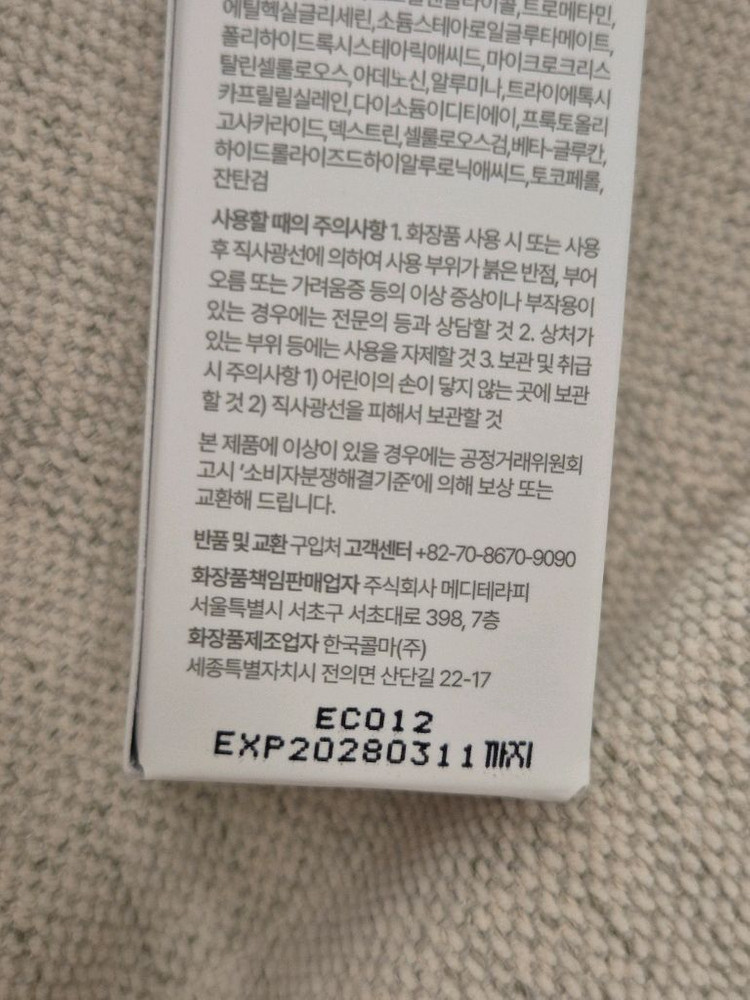 트로메타민,
에틸헥실글리세린,소듐스테아로일글루타메이트,
폴리하이드록시스테아릭애씨드,마이크로크리스
탈린셀룰로오스,아데노신,알루미나,트라이에톡시
카프릴릴실레인,다이소듐이디티에이,프룩토올리
고사카라이드,덱스트린,셀룰로오스검,베타-글루칸,
하이드롤라이즈드하이알루로닉애씨드,토코페롤,
잔탄검
사용할 때의 주의사항 1. 화장품 사용 시 또는 사용
후 직사광선에 의하여 사용 부위가 붉은 반점, 부어
오름 또는 가려움증 등의 이상 증상이나 부작용이
있는 경우에는 전문의 등과 상담할 것 2. 상처가
있는 부위 등에는 사용을 자제할 것 3. 보관 및 취급
시 주의사항 1) 어린이의 손이 닿지 않는 곳에 보관
할 것 2) 직사광선을 피해서 보관할 것
본 제품에 이상이 있을 경우에는 공정거래위원회
고시 '소비자분쟁해결기준'에 의해 보상 또는
교환해 드립니다.
반품 및 교환 구입처 고객센터 +82-70-8670-9090
화장품책임판매업자 주식회사 메디테라피
서울특별시 서초구 서초대로 398, 7층
화장품제조업자 한국콜마(주)
세종특별자치시 전의면 산단길 22-17
EC012
EXP20280311까지